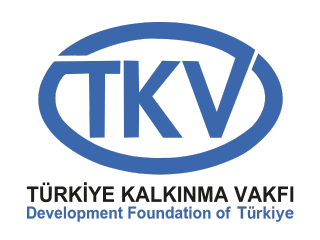 TKV
TÜRKİYE KALKINMA VAKFI
Development Foundation of Türkiye